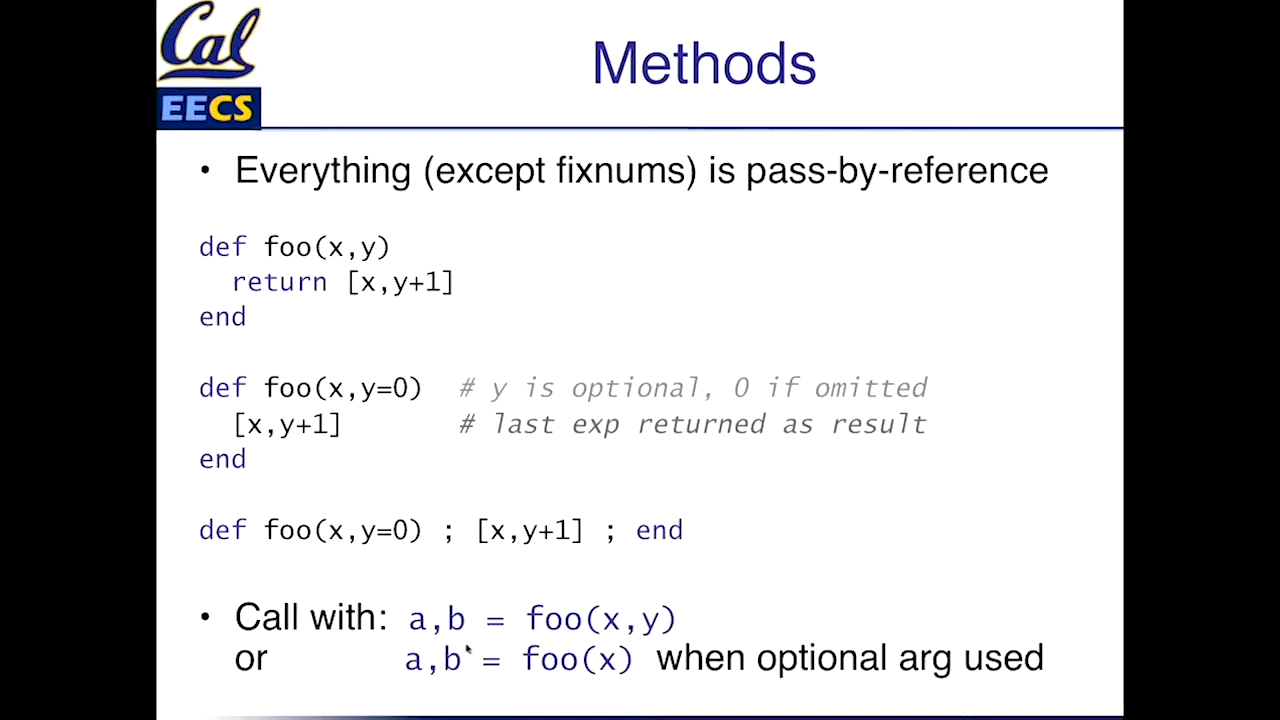 Cal
EECS
Methods
• Everything (except fixnums) is pass-by-reference
def foo(x,y)
  return [x,y+1]
end
def foo(x,y=0)  # y is optional, 0 if omitted
  [x,y+1]       # last exp returned as result
end
def foo(x,y=0) ; [x,y+1] ; end
• Call with: a,b = foo(x,y)
or a,b = foo(x) when optional arg used